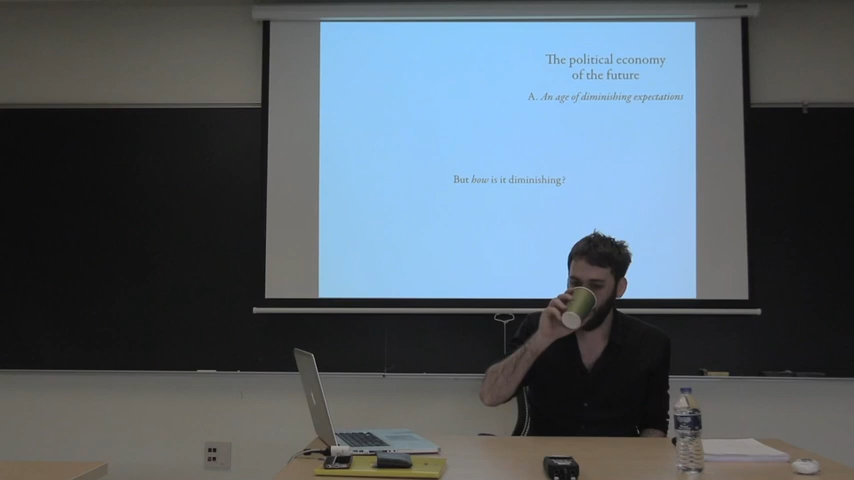 The political economy
of the future
A. An age of diminishing expectations
But how is it diminishing?